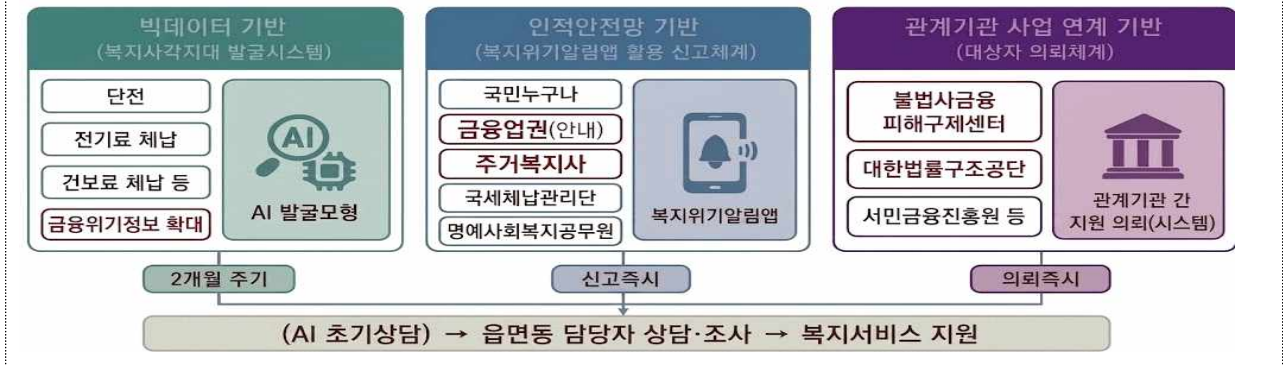 빅데이터 기반
(복지사각지대 발굴시스템)
단전
전기료 체납
건보료 체납 등
금융위기정보 확대
AI
AI 발굴모형
2개월 주기
인적안전망 기반
(복지위기알림앱 활용 신고체계)
국민누구나
금융업권(안내)
주거복지사
국세체납관리단
명예사회복지공무원
복지위기알림앱
신고즉시
관계기관 사업 연계 기반
(대상자 의뢰체계)
불법사금융
피해구제센터
대한법률구조공단
서민금융진흥원 등
관계기관 간
지원 의뢰(시스템)
의뢰즉시
(AI 초기상담) → 읍면동 담당자 상담·조사 → 복지서비스 지원